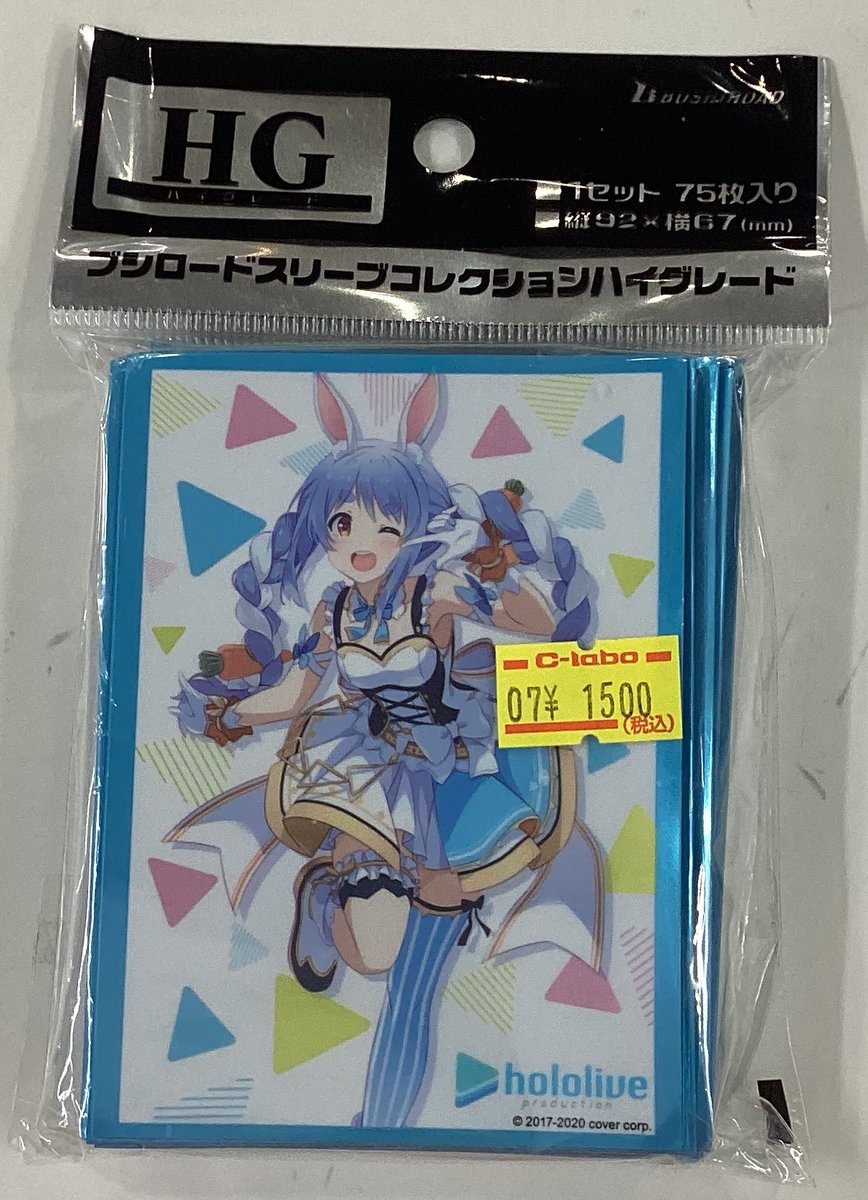 HG
ハイグレード
BUSHIROAD
■1セット 75枚入り
■縦92×横67(mm)
ブシロードスリーブコレクションハイグレード
C-labo
07¥ 1500
(税込)
hololive
production
© 2017-2020 cover corp.